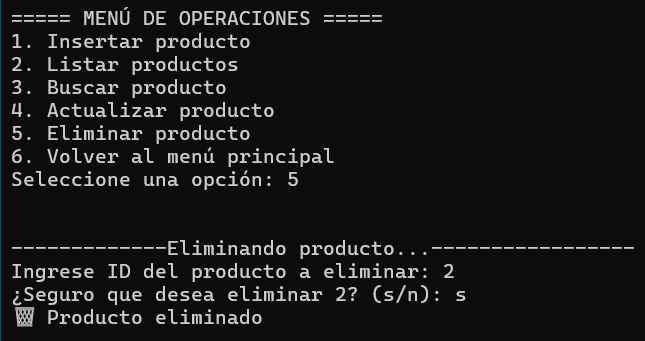 ===== MENÚ DE OPERACIONES =====
1. Insertar producto
2. Listar productos
3. Buscar producto
4. Actualizar producto
5. Eliminar producto
6. Volver al menú principal
Seleccione una opción: 5
-------------Eliminando producto...-----------------
Ingrese ID del producto a eliminar: 2
¿Seguro que desea eliminar 2? (s/n): s
🗑 Producto eliminado